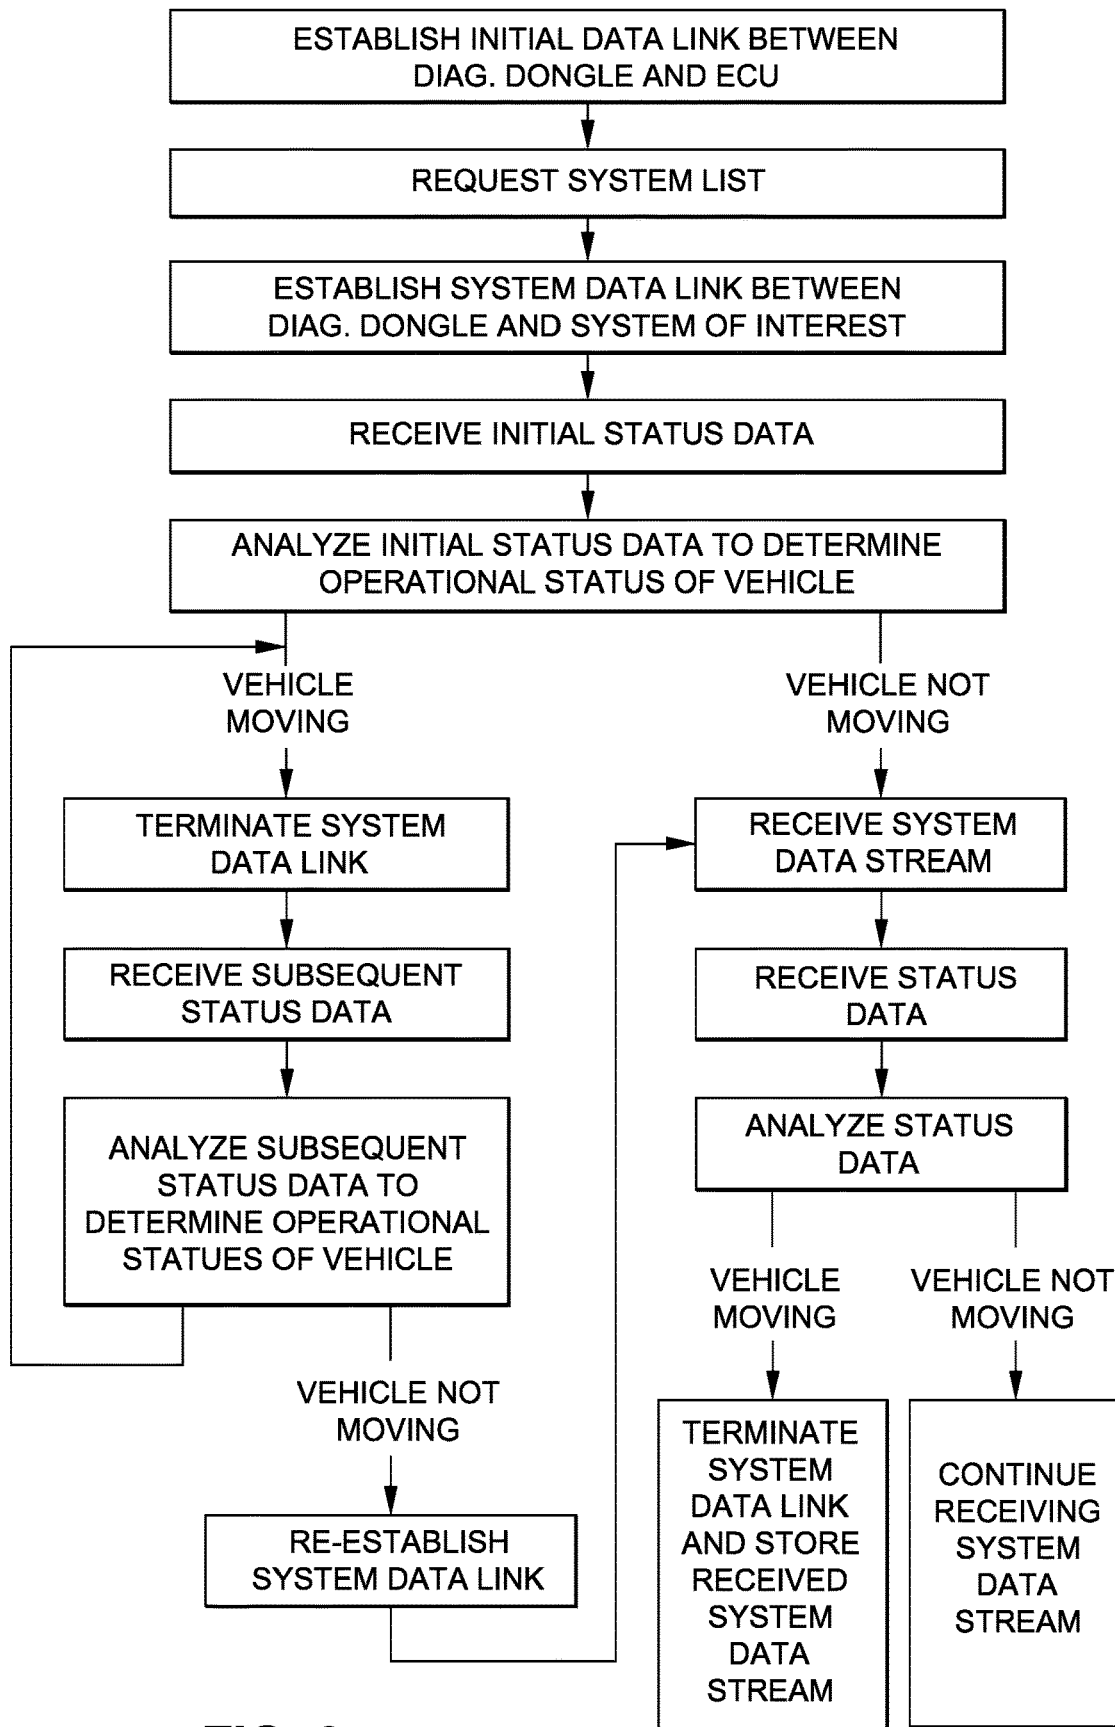 ESTABLISH INITIAL DATA LINK BETWEEN
DIAG. DONGLE AND ECU
REQUEST SYSTEM LIST
ESTABLISH SYSTEM DATA LINK BETWEEN
DIAG. DONGLE AND SYSTEM OF INTEREST
RECEIVE INITIAL STATUS DATA
ANALYZE INITIAL STATUS DATA TO DETERMINE
OPERATIONAL STATUS OF VEHICLE
VEHICLE
MOVING
VEHICLE NOT
MOVING
TERMINATE SYSTEM
DATA LINK
RECEIVE SYSTEM
DATA STREAM
RECEIVE SUBSEQUENT
STATUS DATA
RECEIVE STATUS
DATA
ANALYZE SUBSEQUENT
STATUS DATA TO
DETERMINE OPERATIONAL
STATUES OF VEHICLE
ANALYZE STATUS
DATA
VEHICLE
MOVING
VEHICLE NOT
MOVING
VEHICLE NOT
MOVING
RE-ESTABLISH
SYSTEM DATA LINK
TERMINATE
SYSTEM
DATA LINK
AND STORE
RECEIVED
SYSTEM
DATA
STREAM
CONTINUE
RECEIVING
SYSTEM
DATA
STREAM